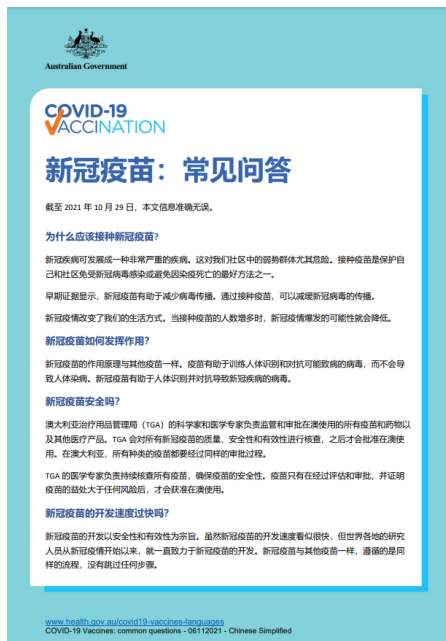 Australian Government
COVID-19
VACCINATION
新冠疫苗：常见问答
截至 2021 年 10 月 29 日，本文信息准确无误。
为什么应该接种新冠疫苗?
新冠疾病可发展成一种非常严重的疾病。这对我们社区中的弱势群体尤其危险。接种疫苗是保护自
己和社区免受新冠病毒感染或避免因染疫死亡的最好方法之一。
早期证据显示，新冠疫苗有助于减少病毒传播。通过接种疫苗，可以减缓新冠病毒的传播。
新冠疫情改变了我们的生活方式。当接种疫苗的人数增多时，新冠疫情爆发的可能性就会降低。
新冠疫苗如何发挥作用?
新冠疫苗的作用原理与其他疫苗一样。疫苗有助于训练人体识别和对抗可能致病的病毒，而不会导
致人体染病。新冠疫苗有助于人体识别并对抗导致新冠疾病的病毒。
新冠疫苗安全吗?
澳大利亚治疗用品管理局（TGA）的科学家和医学专家负责监管和审批在澳使用的所有疫苗和药物以
及其他医疗产品。TGA 会对所有新冠疫苗的质量、安全性和有效性进行核查，之后才会批准在澳使
用。在澳大利亚，所有种类的疫苗都要经过同样的审批过程。
TGA 的医学专家负责持续核查所有疫苗，确保疫苗的安全性。疫苗只有在经过评估和审批，并证明
疫苗的益处大于任何风险后，才会获准在澳使用。
新冠疫苗的开发速度过快吗?
新冠疫苗的开发以安全性和有效性为宗旨。虽然新冠疫苗的开发速度看似很快，但世界各地的研究
人员从新冠疫情开始以来，就一直致力于新冠疫苗的开发。新冠疫苗与其他疫苗一样，遵循的是同
样的流程，没有跳过任何步骤。
www.health.gov.au/covid19-vaccines-languages
COVID-19 Vaccines: common questions - 06112021 - Chinese Simplified